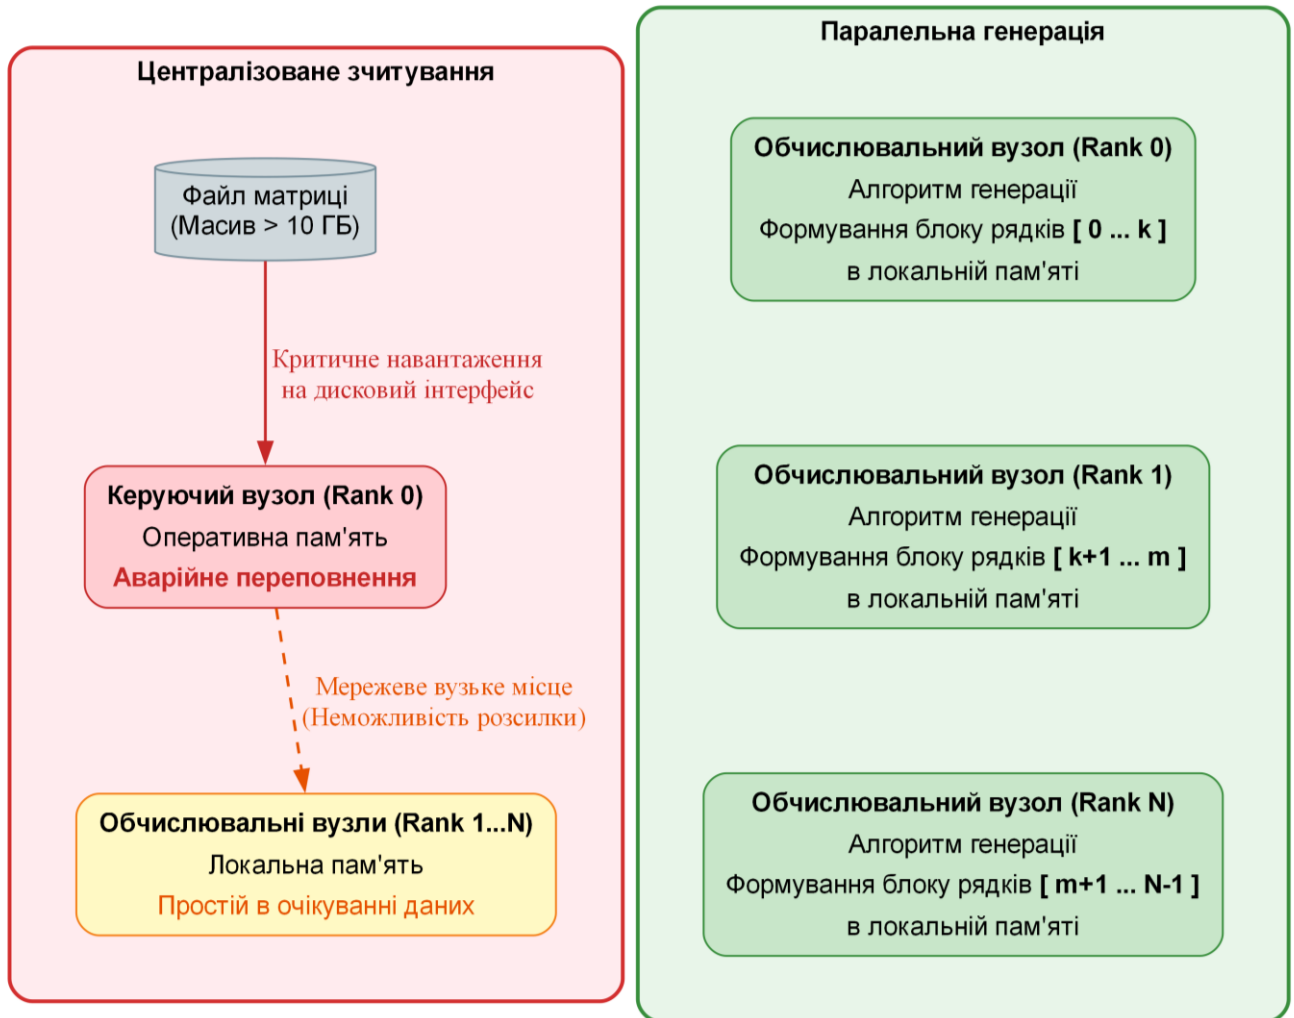 Централізоване зчитування
Файл матриці
(Масив > 10 ГБ)
Критичне навантаження
на дисковий інтерфейс
Керуючий вузол (Rank 0)
Оперативна пам'ять
Аварійне переповнення
Мережеве вузьке місце
(Неможливість розсилки)
Обчислювальні вузли (Rank 1...N)
Локальна пам'ять
Простій в очікуванні даних
Паралельна генерація
Обчислювальний вузол (Rank 0)
Алгоритм генерації
Формування блоку рядків [ 0 ... k ]
в локальній пам'яті
Обчислювальний вузол (Rank 1)
Алгоритм генерації
Формування блоку рядків [ k+1 ... m ]
в локальній пам'яті
Обчислювальний вузол (Rank N)
Алгоритм генерації
Формування блоку рядків [ m+1 ... N-1 ]
в локальній пам'яті